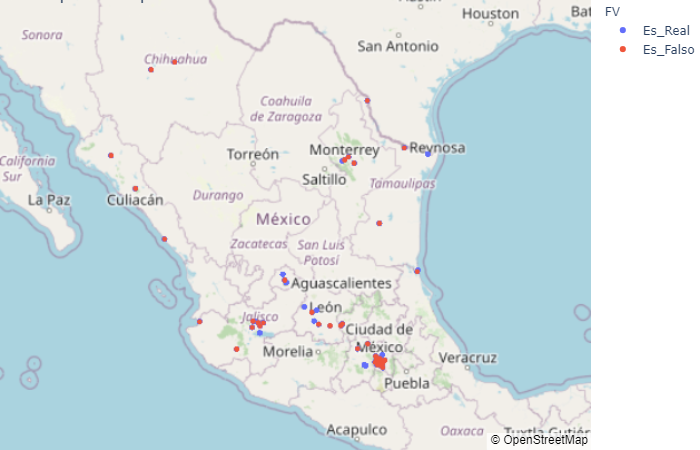 FV
Es_Real
Es_Falso
Houston
Bat
San Antonio
Sonora
Chihuahua
Coahuila
de Zaragoza
Monterrey
Reynosa
Torreón
California
Sur
Saltillo
Tamaulipas
La Paz
Culiacán
Durango
México
Zacatecas
San Luis
Potosí
Aguascalientes
León
Jalisco
Ciudad de
México
Morelia
Veracruz
Puebla
Acapulco
Oaxaca
Tuxtla Gutiér
© OpenStreetMap